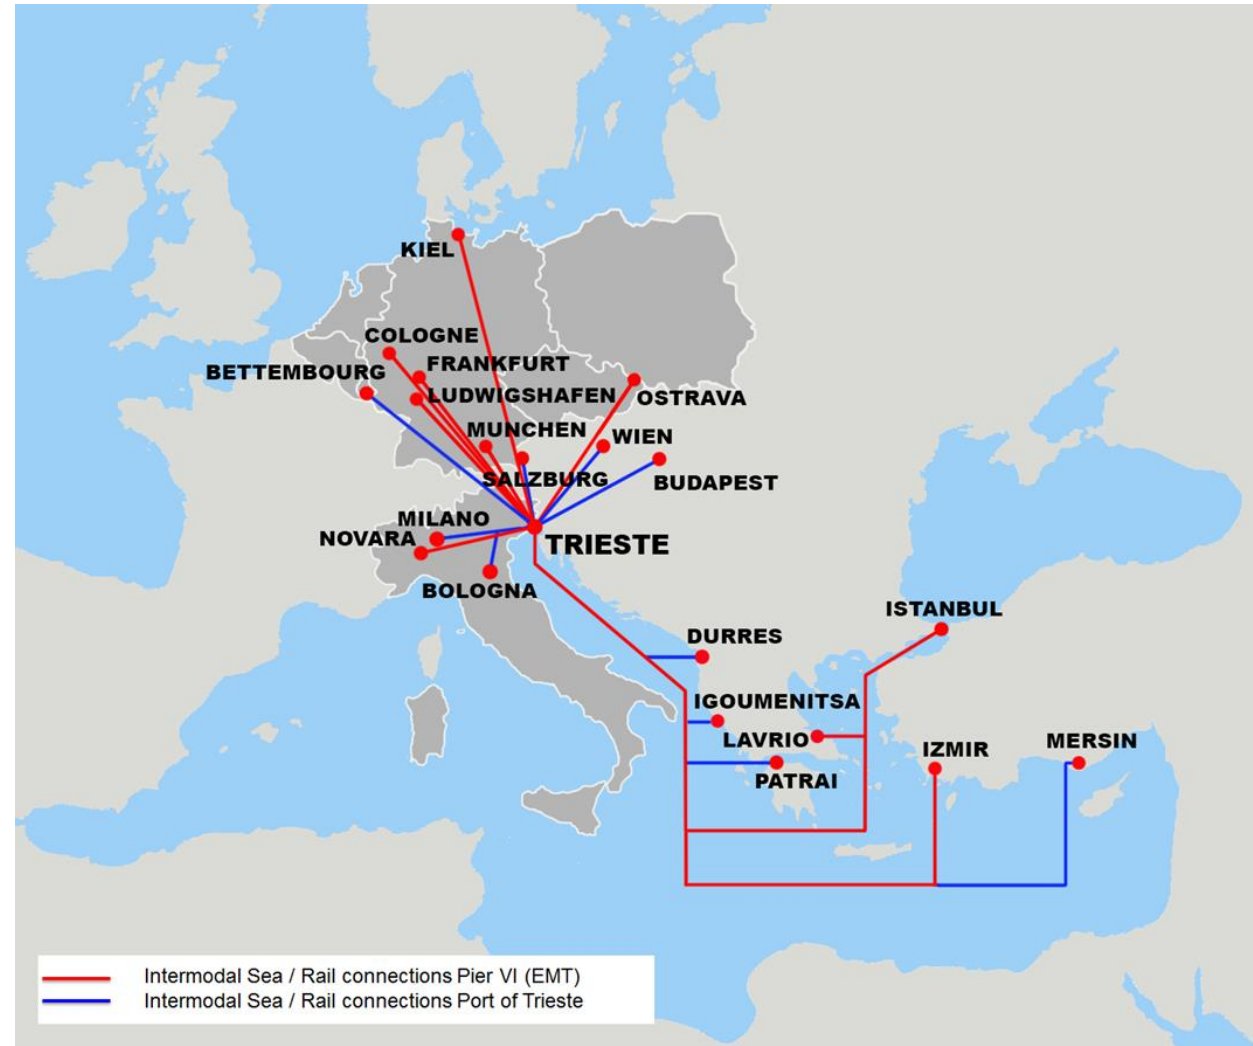 KIEL
COLOGNE
FRANKFURT
BETTEMBOURG
LUDWIGSHAFEN
OSTRAVA
MUNCHEN
WIEN
SALZBURG
BUDAPEST
MILANO
NOVARA
TRIESTE
BOLOGNA
ISTANBUL
DURRES
IGOUMENITSA
LAVRIO
IZMIR
MERSIN
PATRAI
Intermodal Sea / Rail connections Pier VI (EMT)
Intermodal Sea / Rail connections Port of Trieste